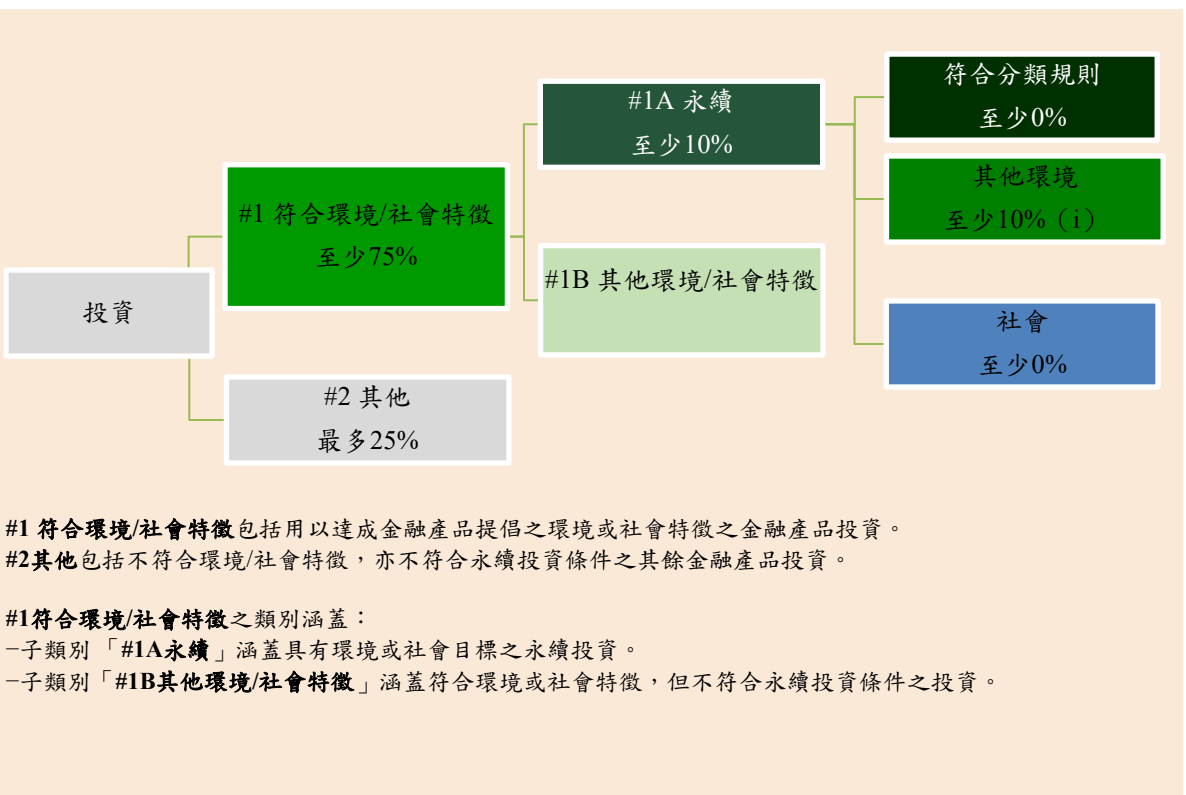 投資
#1 符合環境/社會特徵
至少75%
#2 其他
最多25%
#1A 永續
至少10%
#1B 其他環境/社會特徵
符合分類規則
至少0%
其他環境
至少10%（i）
社會
至少0%
#1 符合環境/社會特徵包括用以達成金融產品提倡之環境或社會特徵之金融產品投資。
#2其他包括不符合環境/社會特徵，亦不符合永續投資條件之其餘金融產品投資。
#1符合環境/社會特徵之類別涵蓋：
−子類別「#1A永續」涵蓋具有環境或社會目標之永續投資。
−子類別「#1B其他環境/社會特徵」涵蓋符合環境或社會特徵，但不符合永續投資條件之投資。